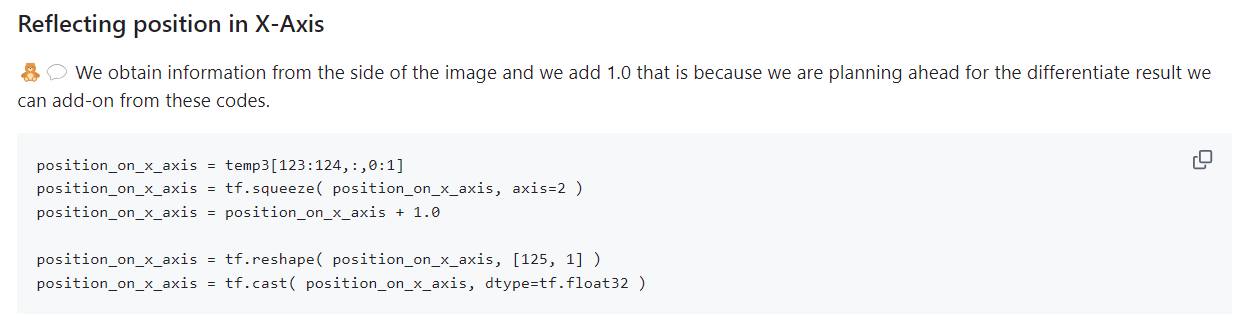 Reflecting position in X-Axis
🧸💬 We obtain information from the side of the image and we add 1.0 that is because we are planning ahead for the differentiate result we
can add-on from these codes.
position_on_x_axis = temp3[123:124,:,0:1]
position_on_x_axis = tf.squeeze( position_on_x_axis, axis=2 )
position_on_x_axis = position_on_x_axis + 1.0
position_on_x_axis = tf.reshape( position_on_x_axis, [125, 1] )
position_on_x_axis = tf.cast( position_on_x_axis, dtype=tf.float32 )